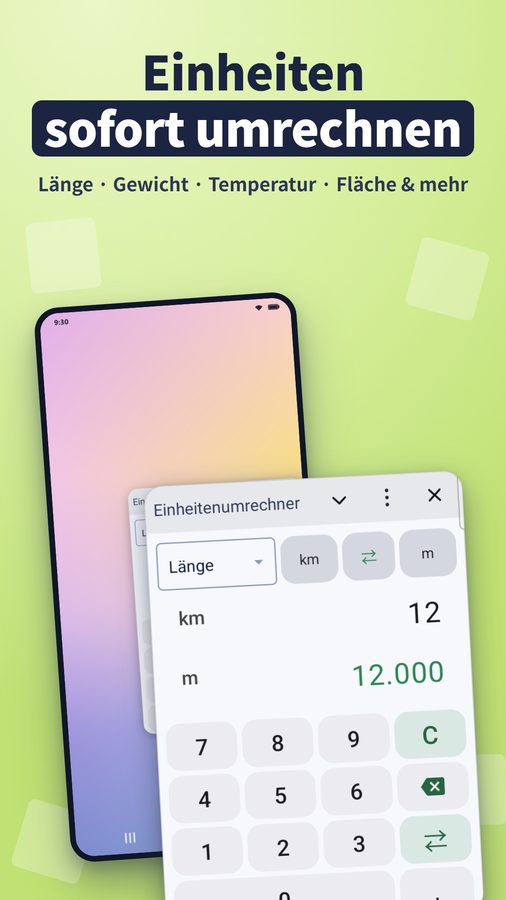 Einheiten
sofort umrechnen
Länge · Gewicht · Temperatur · Fläche & mehr
9:30
Einheitenumrechner
Länge
km
m
km
12
m
12.000
7 8 9 C
4 5 6
1 2 3
0